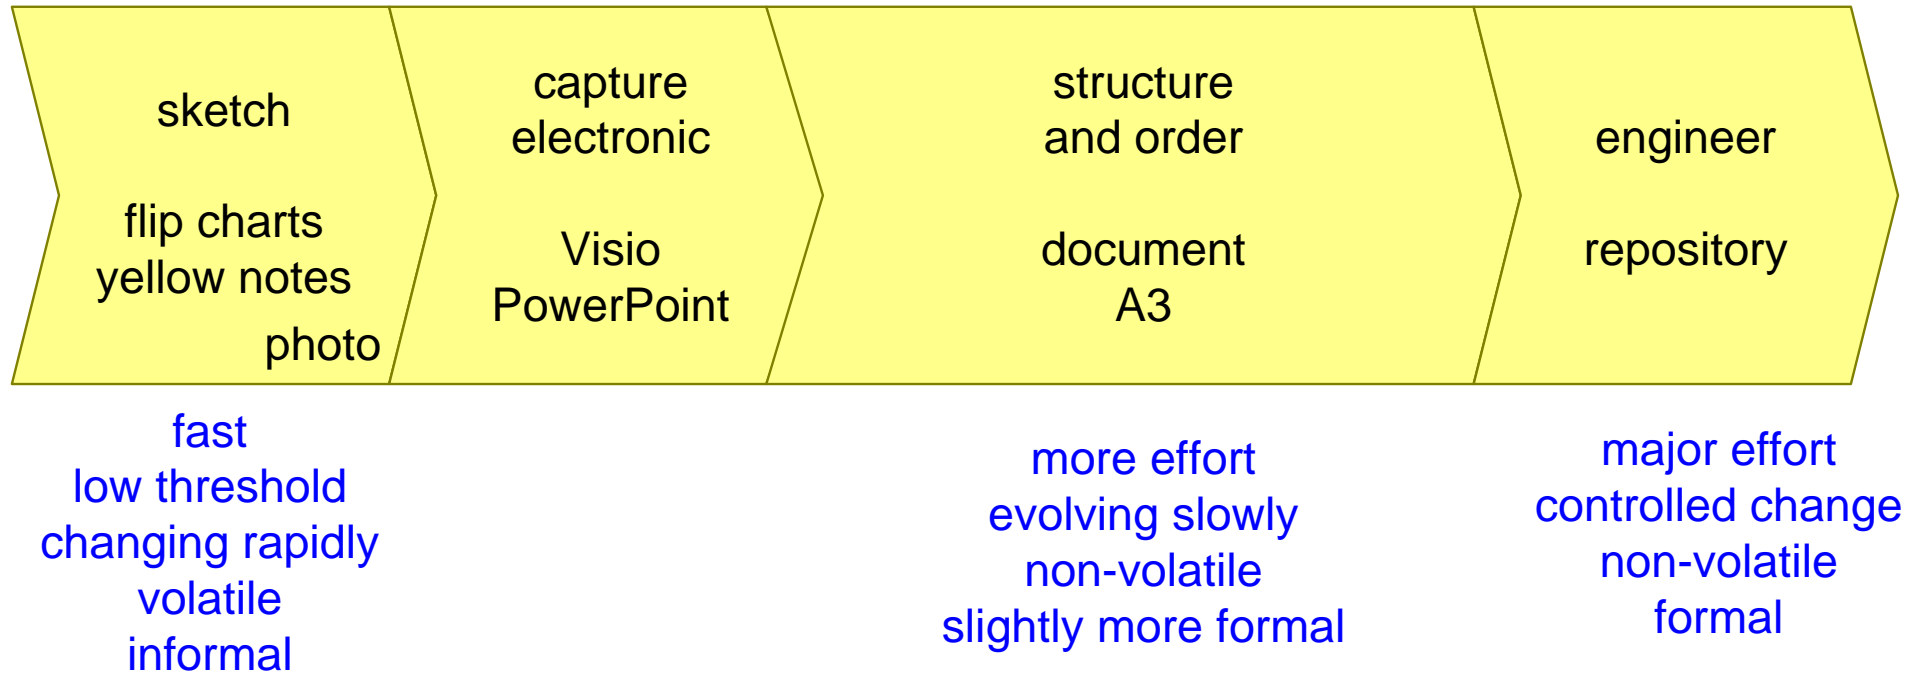 sketch
flip charts
yellow notes
photo
capture
electronic
Visio
PowerPoint
structure
and order
document
A3
engineer
repository
fast
low threshold
changing rapidly
volatile
informal
more effort
evolving slowly
non-volatile
slightly more formal
major effort
controlled change
non-volatile
formal